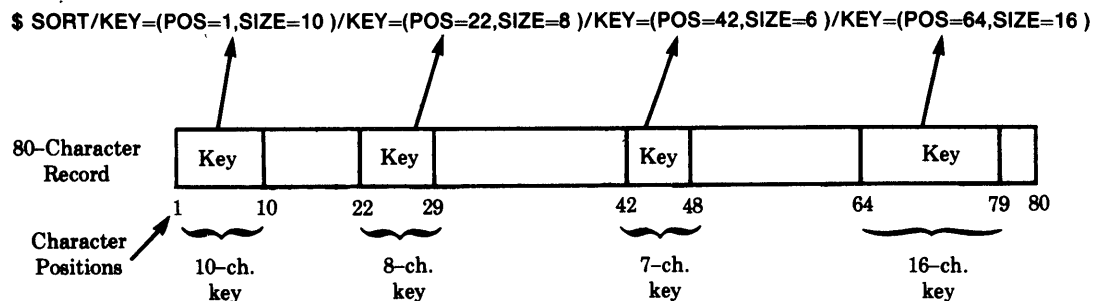 $ SORT/KEY=(POS=1,SIZE=10 )/KEY=(POS=22,SIZE=8 )/KEY=(POS=42,SIZE=6 )/KEY=(POS=64,SIZE=16 )
80–Character
Record
Key Key Key Key
1 10 22 29 42 48 64 79 80
Character
Positions
10–ch.
key
8–ch.
key
7–ch.
key
16–ch.
key